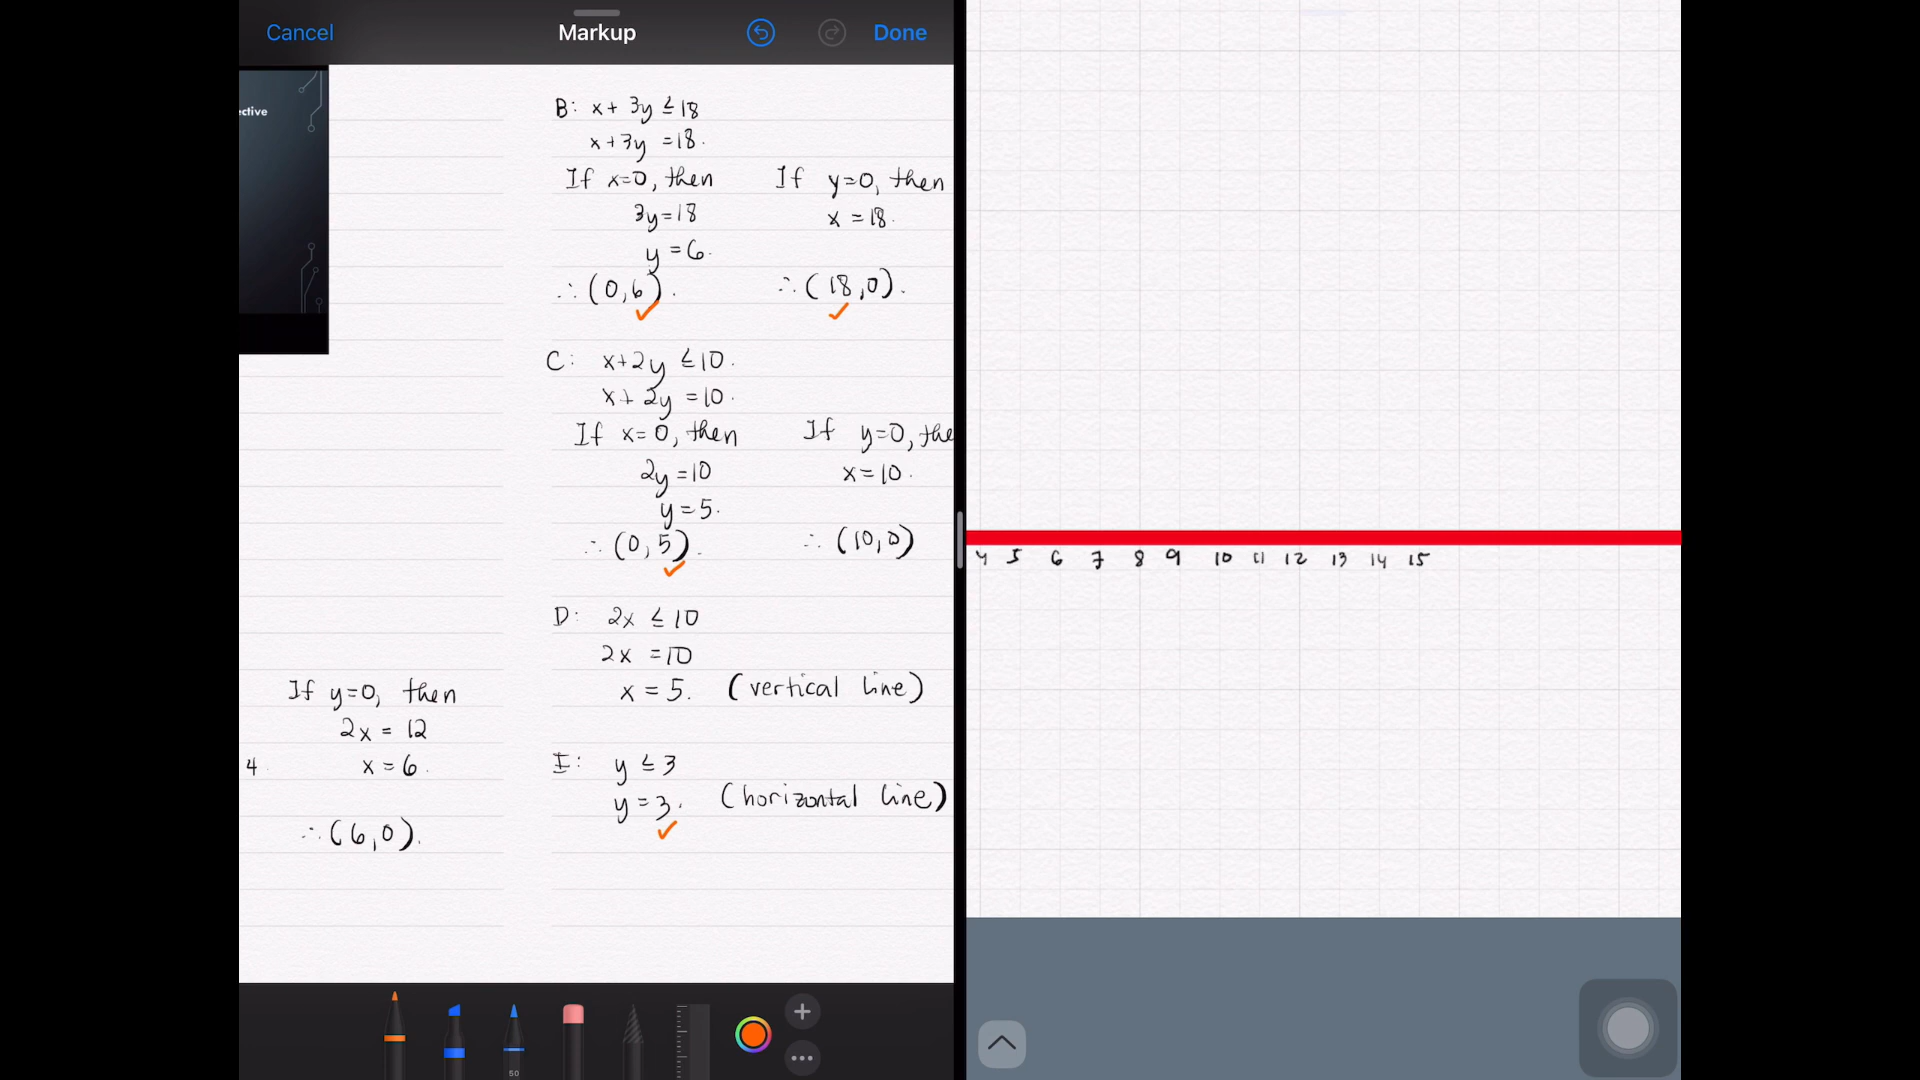 Cancel
Markup
Done
ective
If y=0, then
2x = 12
4
x = 6.
∴ (6,0).
B: x + 3y ≤ 18
x + 3y = 18.
If x=0, then
3y = 18
y = 6.
∴ (0,6).
If y=0, then
x = 18.
∴ (18,0).
C: x+2y ≤ 10.
x + 2y = 10.
If x=0, then
2y = 10
y = 5.
∴ (0,5).
If y=0, the
x = 10.
∴ (10,0)
D: 2x ≤ 10
2x = 10
x = 5. (vertical line)
I: y ≤ 3
y = 3. (horizontal line)
50
4 5 6 7 8 9 10 11 12 13 14 15